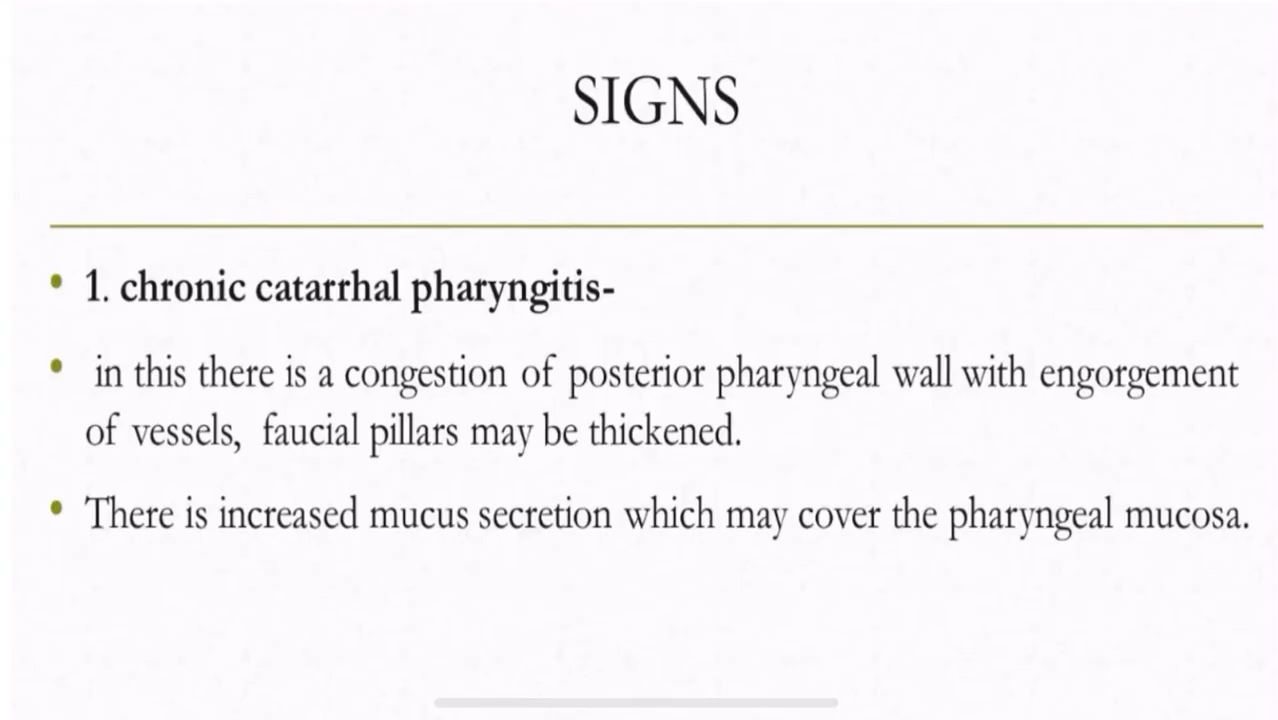 SIGNS
• 1. chronic catarrhal pharyngitis-
• in this there is a congestion of posterior pharyngeal wall with engorgement
of vessels, faucial pillars may be thickened.
• There is increased mucus secretion which may cover the pharyngeal mucosa.